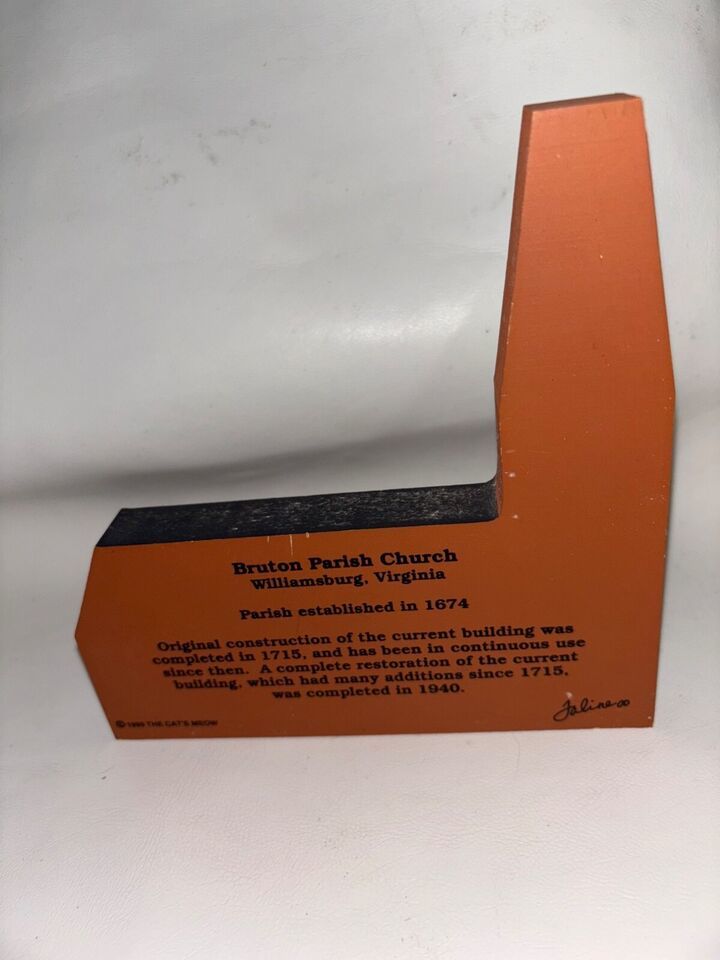 Bruton Parish Church
Williamsburg, Virginia
Parish established in 1674
Original construction of the current building was
completed in 1715, and has been in continuous use
since then. A complete restoration of the current
building, which had many additions since 1715,
was completed in 1940.
© THE CAT'S MEOW
Faline